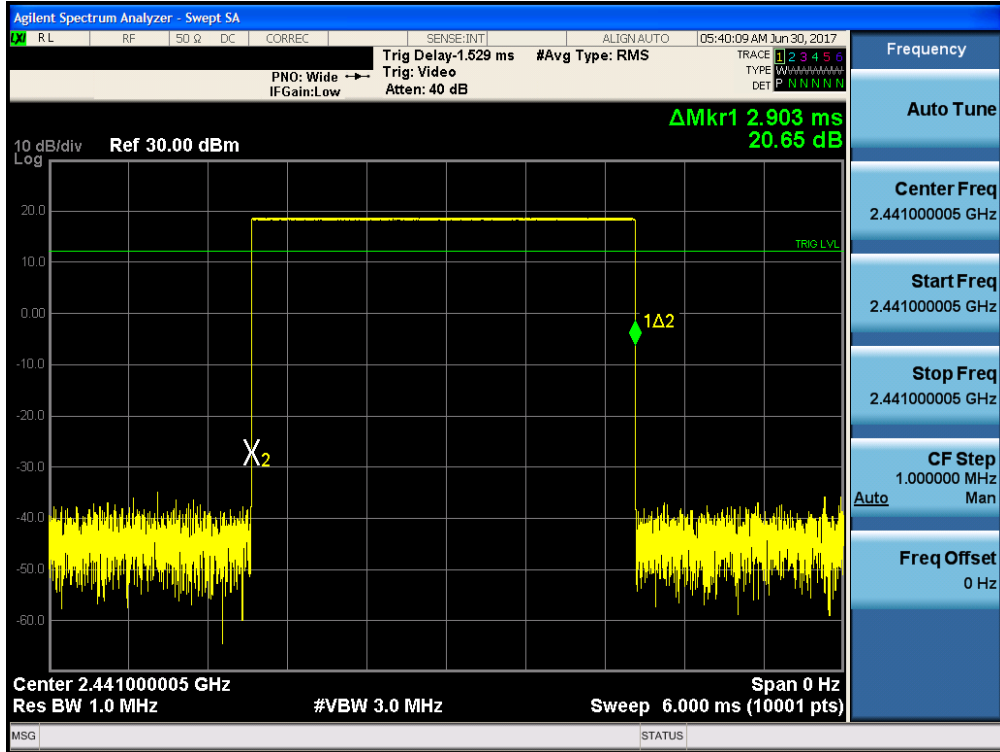 Agilent Spectrum Analyzer - Swept SA
LXI RL RF 50 Ω DC CORREC SENSE:INT ALIGN AUTO 05:40:09 AM Jun 30, 2017
Trig Delay-1.529 ms #Avg Type: RMS TRACE 1 2 3 4 5 6
PNO: Wide Trig: Video TYPE W
IFGain:Low Atten: 40 dB DET P N N N N N
ΔMkr1 2.903 ms
20.65 dB
10 dB/div Ref 30.00 dBm
Log
20.0
10.0
0.00
-10.0
-20.0
-30.0
-40.0
-50.0
-60.0
TRIG LVL
1Δ2
X2
Center 2.441000005 GHz Span 0 Hz
Res BW 1.0 MHz #VBW 3.0 MHz Sweep 6.000 ms (10001 pts)
MSG STATUS
Frequency
Auto Tune
Center Freq
2.441000005 GHz
Start Freq
2.441000005 GHz
Stop Freq
2.441000005 GHz
CF Step
1.000000 MHz
Auto Man
Freq Offset
0 Hz